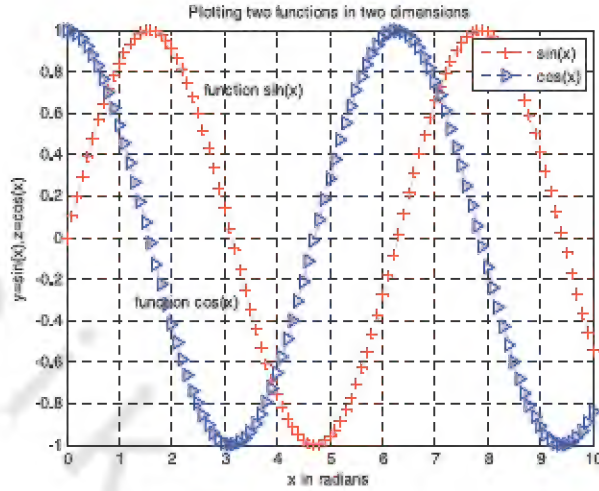 Plotting two functions in two dimensions
sin(x)
cos(x)
function sin(x)
function cos(x)
y=sin(x),z=cos(x)
1
0.8
0.6
0.4
0.2
0
-0.2
-0.4
-0.6
-0.8
-1
0 1 2 3 4 5 6 7 8 9 10
x in radians